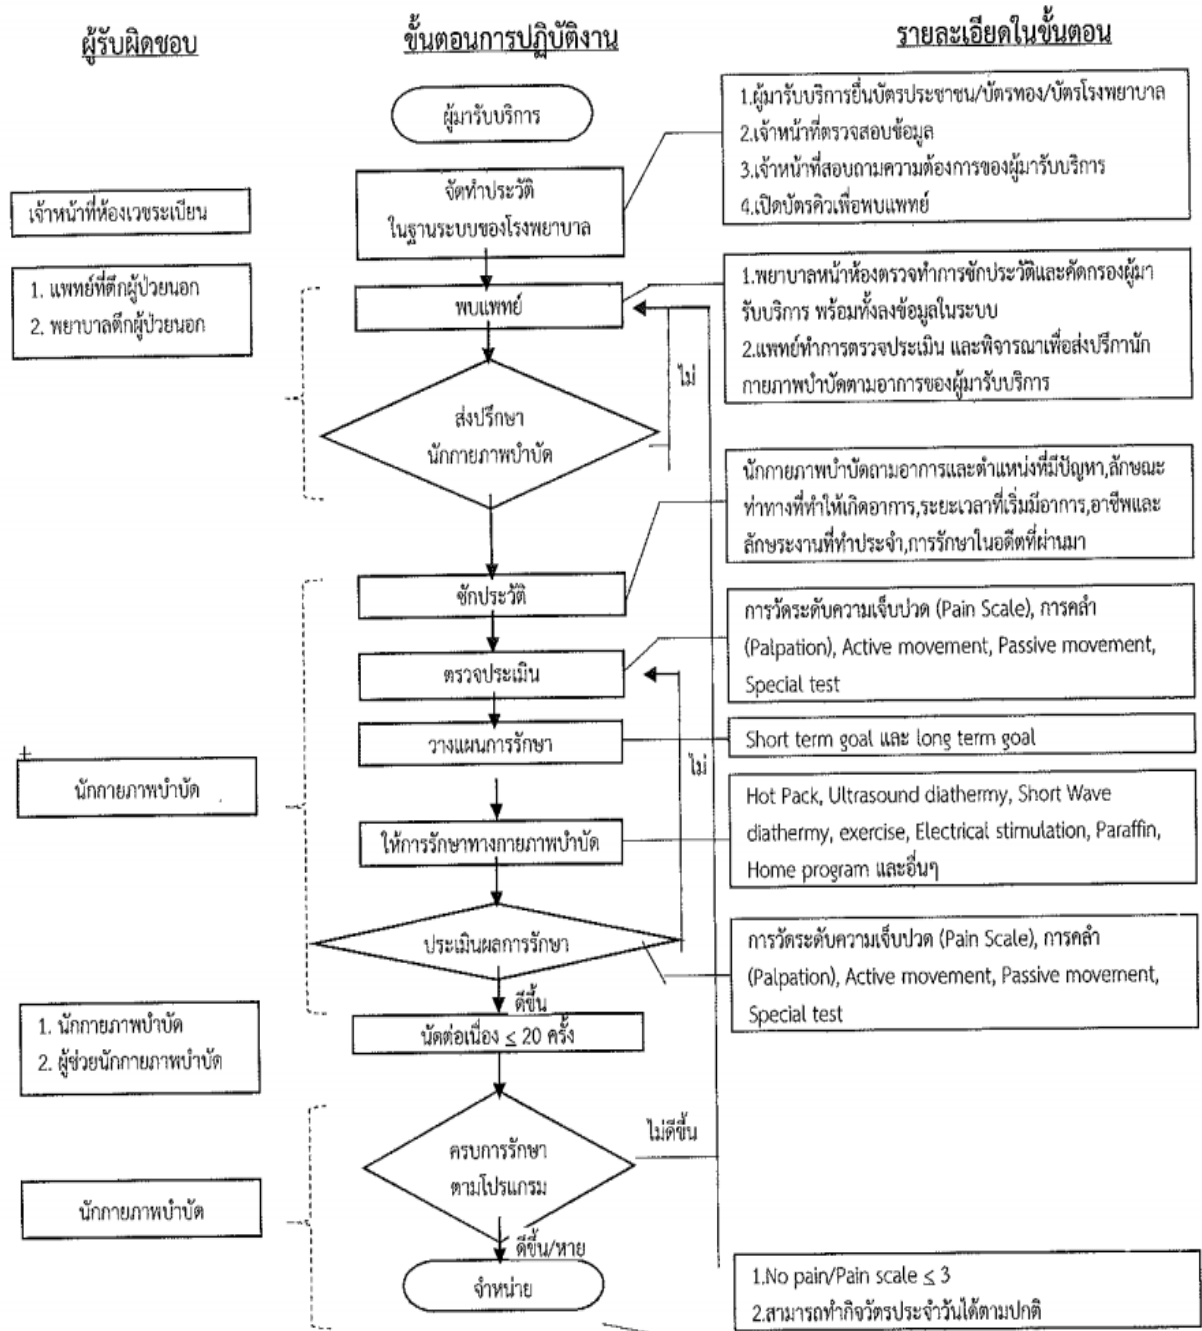 ผู้รับผิดชอบ
ขั้นตอนการปฏิบัติงาน
รายละเอียดในขั้นตอน
ผู้มารับบริการ
1.ผู้มารับบริการยื่นบัตรประชาชน/บัตรทอง/บัตรโรงพยาบาล
2.เจ้าหน้าที่ตรวจสอบข้อมูล
3.เจ้าหน้าที่สอบถามความต้องการของผู้มารับบริการ
4.เปิดบัตรคิวเพื่อพบแพทย์
เจ้าหน้าที่ห้องเวชระเบียน
จัดทำประวัติ
ในฐานระบบของโรงพยาบาล
1. แพทย์ที่ตึกผู้ป่วยนอก
2. พยาบาลตึกผู้ป่วยนอก
พบแพทย์
1.พยาบาลหน้าห้องตรวจทำการซักประวัติและคัดกรองผู้มา
รับบริการ พร้อมทั้งลงข้อมูลในระบบ
2.แพทย์ทำการตรวจประเมิน และพิจารณาเพื่อส่งปรึกานัก
กายภาพบำบัดตามอาการของผู้มารับบริการ
ไม่
ส่งปรึกษา
นักกายภาพบำบัด
นักกายภาพบำบัดถามอาการและตำแหน่งที่มีปัญหา,ลักษณะ
ท่าทางที่ทำให้เกิดอาการ,ระยะเวลาที่เริ่มมีอาการ,อาชีพและ
ลักษระงานที่ทำประจำ,การรักษาในอดีตที่ผ่านมา
ซักประวัติ
ตรวจประเมิน
การวัดระดับความเจ็บปวด (Pain Scale), การคลำ
(Palpation), Active movement, Passive movement,
Special test
วางแผนการรักษา
Short term goal และ long term goal
ไม่
นักกายภาพบำบัด
ให้การรักษาทางกายภาพบำบัด
Hot Pack, Ultrasound diathermy, Short Wave
diathermy, exercise, Electrical stimulation, Paraffin,
Home program และอื่นๆ
ประเมินผลการรักษา
การวัดระดับความเจ็บปวด (Pain Scale), การคลำ
(Palpation), Active movement, Passive movement,
Special test
ดีขึ้น
1. นักกายภาพบำบัด
2. ผู้ช่วยนักกายภาพบำบัด
นัดต่อเนื่อง ≤ 20 ครั้ง
ไม่ดีขึ้น
ครบการรักษา
ตามโปรแกรม
นักกายภาพบำบัด
ดีขึ้น/หาย
จำหน่าย
1.No pain/Pain scale ≤ 3
2.สามารถทำกิจวัตรประจำวันได้ตามปกติ